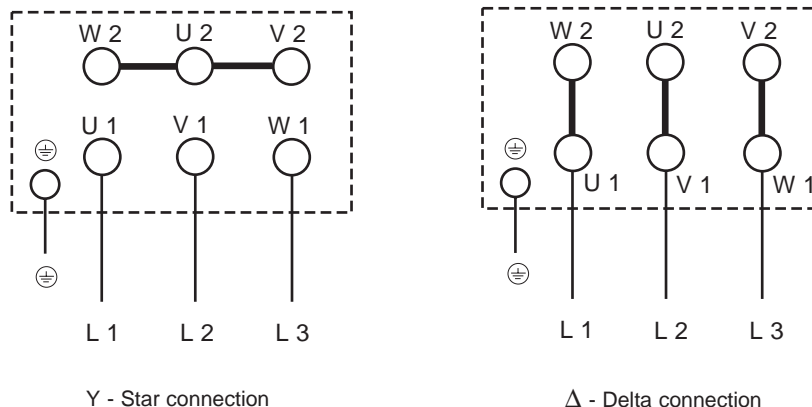 W 2 U 2 V 2
U 1 V 1 W 1
L 1 L 2 L 3
Y - Star connection
W 2 U 2 V 2
U 1 V 1 W 1
L 1 L 2 L 3
Δ - Delta connection